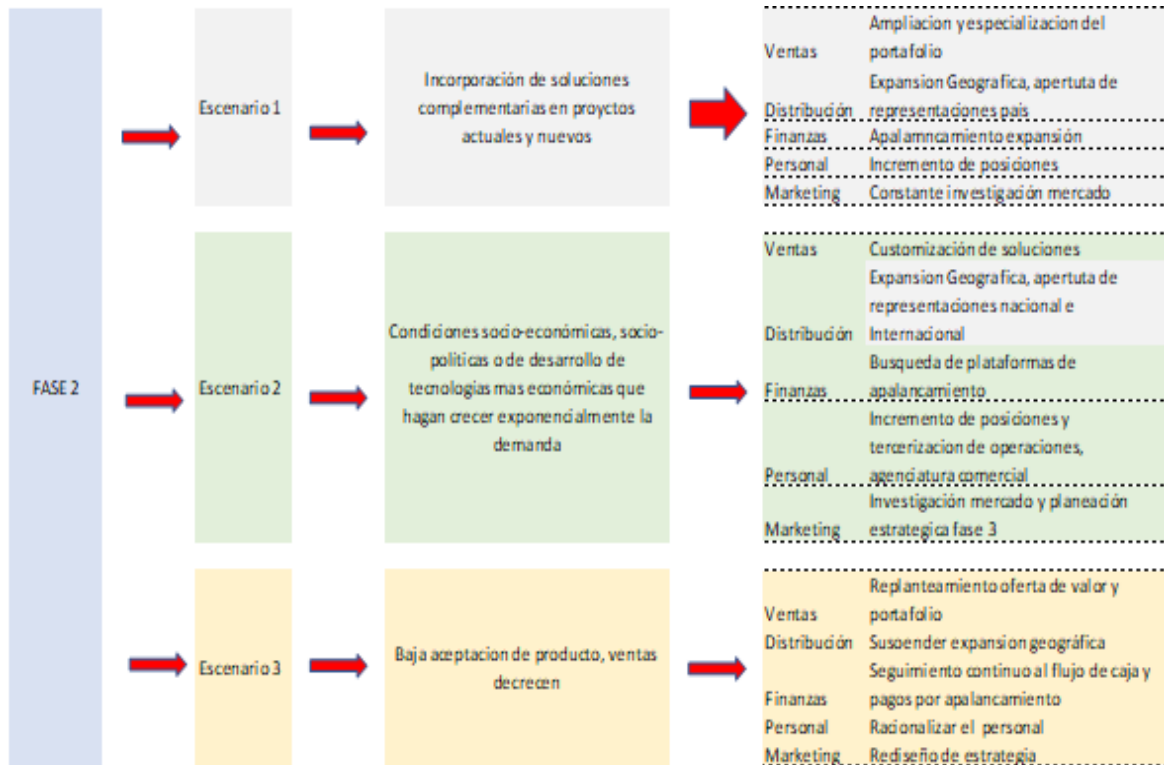 FASE 2
Escenario 1
Incorporación de soluciones
complementarias en proyctos
actuales y nuevos
Ventas
Ampliacion y especializacion del
portafolio
Distribución
Expansion Geografica, apertuta de
representaciones país
Finanzas Apalamncamiento expansión
Personal Incremento de posiciones
Marketing Constante investigación mercado
Escenario 2
Condiciones socio-económicas, socio-
políticas o de desarrollo de
tecnologías mas económicas que
hagan crecer exponencialmente la
demanda
Ventas Customización de soluciones
Distribución
Expansion Geografica, apertuta de
representaciones nacional e
Internacional
Finanzas
Busqueda de plataformas de
apalancamiento
Personal
Incremento de posiciones y
tercerizacion de operaciones,
agenciatura comercial
Marketing
Investigación mercado y planeación
estrategica fase 3
Escenario 3
Baja aceptacion de producto, ventas
decrecen
Ventas
Replanteamiento oferta de valor y
portafolio
Distribución Susoender expansion geográfica
Finanzas
Seguimiento continuo al flujo de caja y
pagos por apalancamiento
Personal Racionalizar el personal
Marketing Rediseño de estrategia